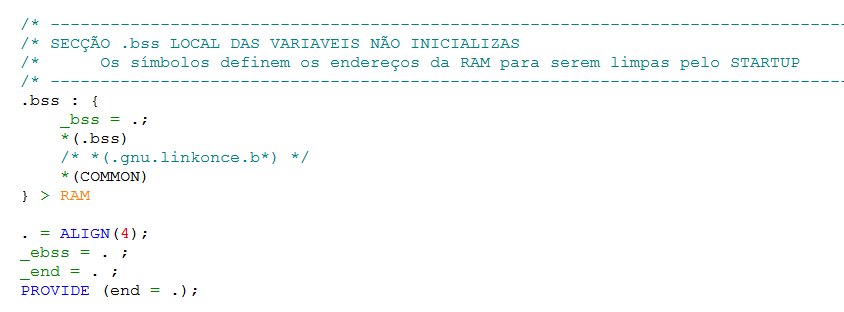 /* --------------------------------------------------------------------------------
/* SECÇÃO .bss LOCAL DAS VARIAVEIS NÃO INICIALIZAS
/*      Os símbolos definem os endereços da RAM para serem limpas pelo STARTUP
/* --------------------------------------------------------------------------------
.bss : {
    _bss = .;
    *(.bss)
    /* *(.gnu.linkonce.b*) */
    *(COMMON)
} > RAM
. = ALIGN(4);
_ebss = . ;
_end = . ;
PROVIDE (end = .);